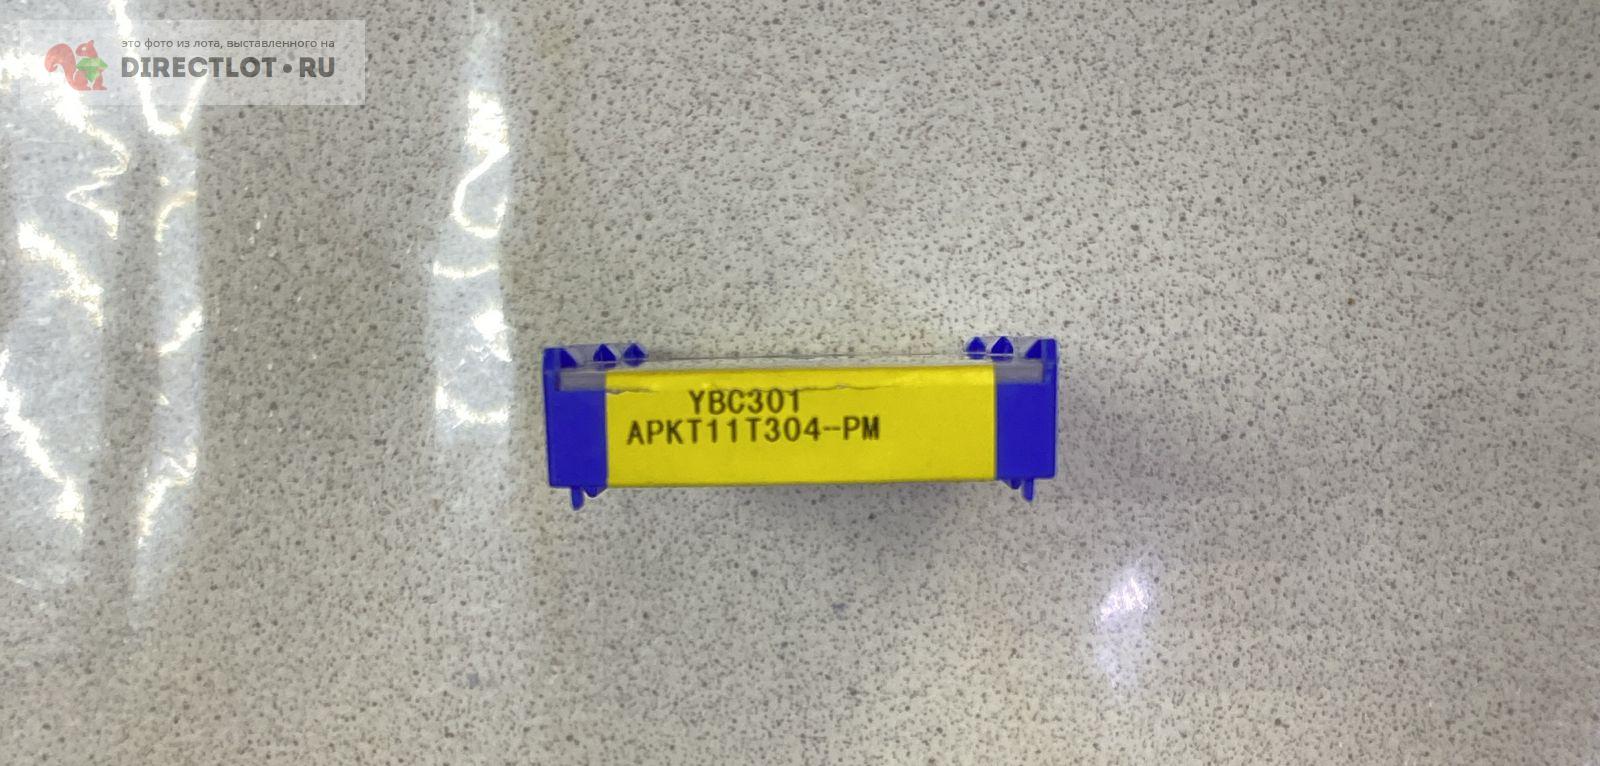 это фото из лота, выставленного на
DIRECTLOT•RU
YBC301
APKT11T304-PM